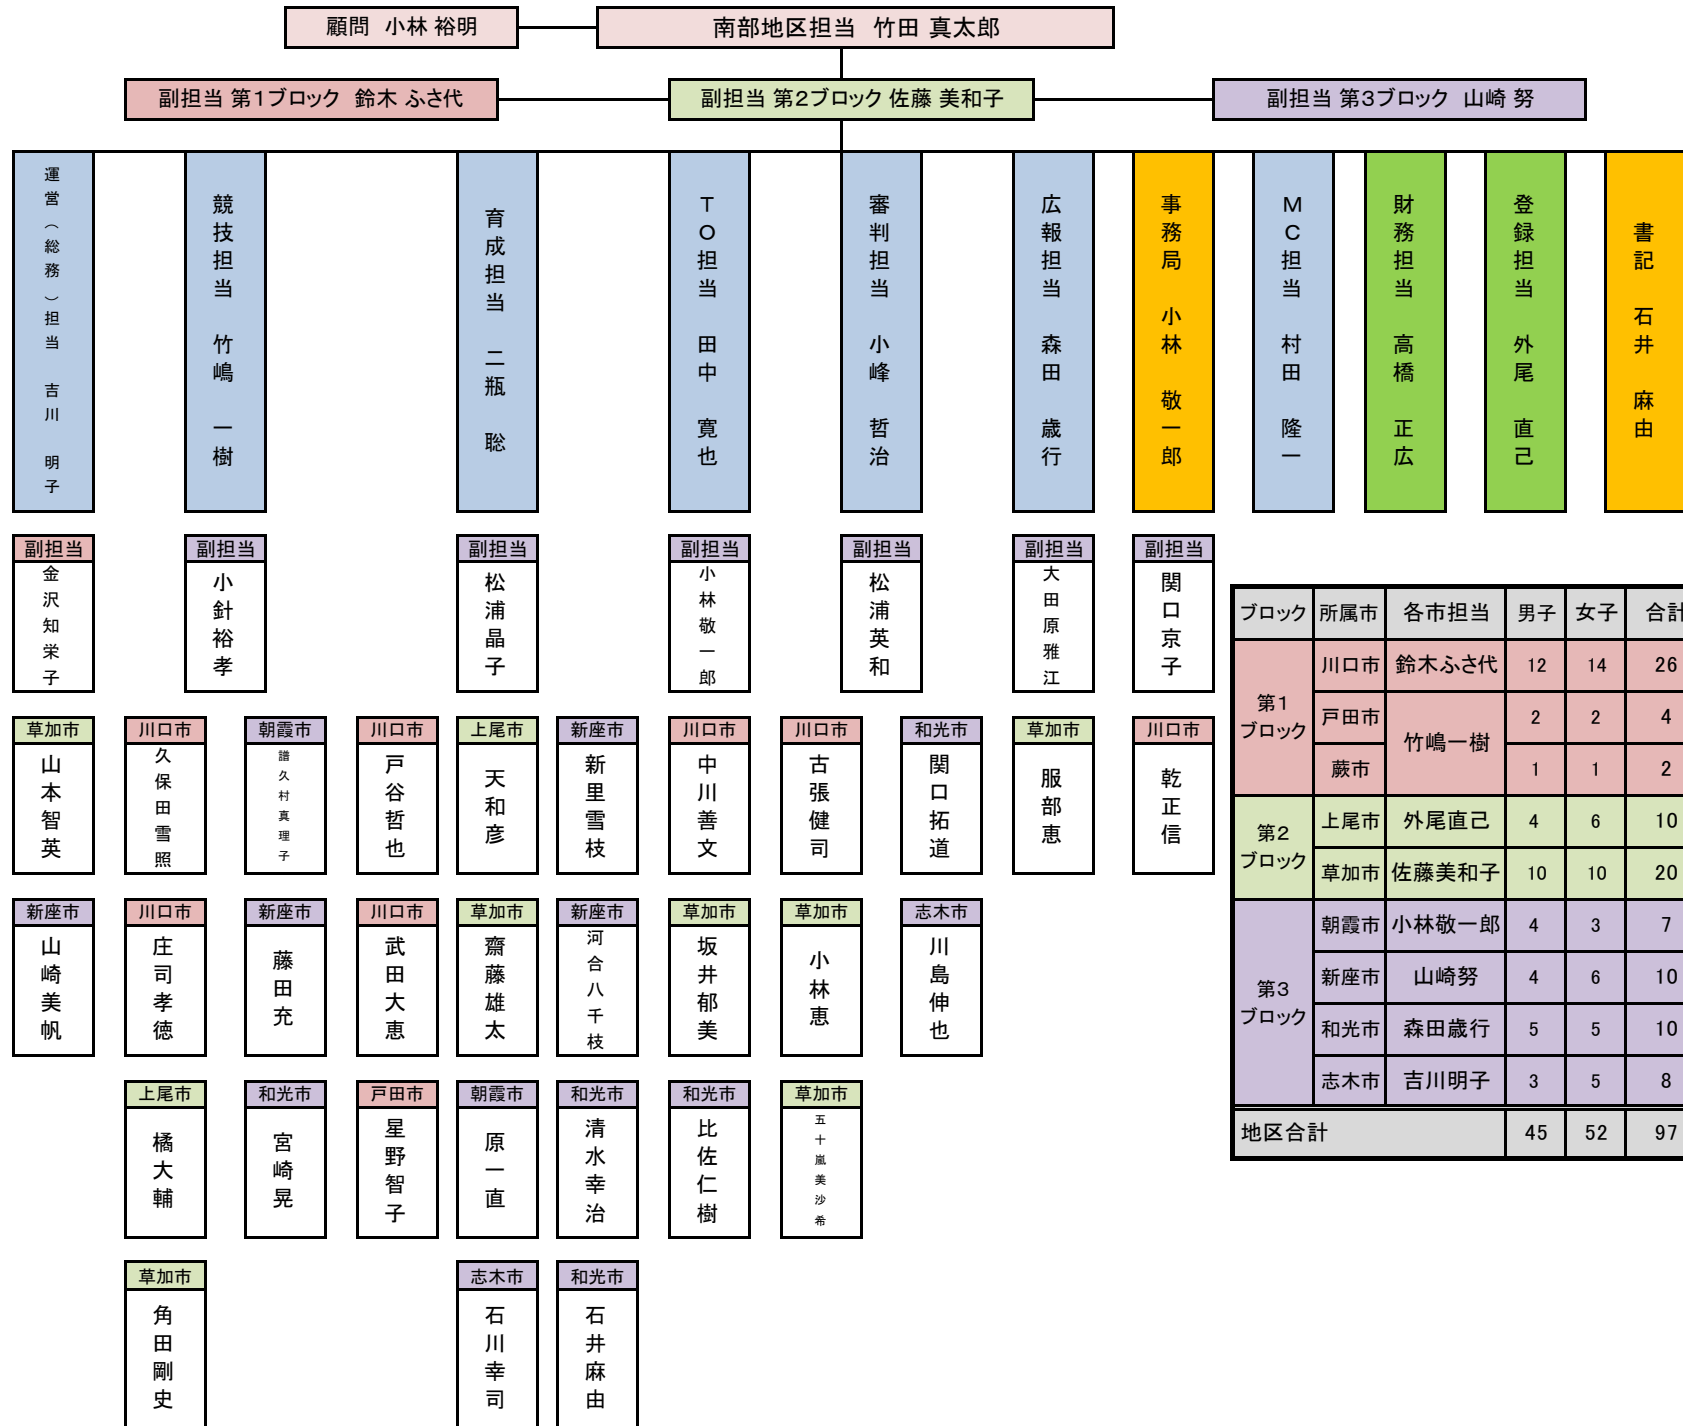 顧問 小林 裕明
南部地区担当 竹田 真太郎
副担当 第1ブロック 鈴木 ふさ代
副担当 第2ブロック 佐藤 美和子
副担当 第3ブロック 山崎 努
運営(総務)担当 吉川 明子
競技担当 竹嶋 一樹
育成担当 二瓶 聡
TO担当 田中 寛也
審判担当 小峰 哲治
広報担当 森田 歳行
事務局 小林 敬一郎
MC担当 村田 隆一
財務担当 高橋 正広
登録担当 外尾 直己
書記 石井 麻由
副担当
金沢知栄子
副担当
小針裕孝
副担当
松浦晶子
副担当
小林敬一郎
副担当
松浦英和
副担当
大田原雅江
副担当
関口京子
草加市
山本智英
川口市
久保田雪照
朝霞市
譜久村真理子
川口市
戸谷哲也
上尾市
天和彦
新座市
新里雪枝
川口市
中川善文
川口市
古張健司
和光市
関口拓道
草加市
服部恵
川口市
乾正信
新座市
山崎美帆
川口市
庄司孝徳
新座市
藤田充
川口市
武田大恵
草加市
齋藤雄太
新座市
河合八千枝
草加市
坂井郁美
草加市
小林恵
志木市
川島伸也
上尾市
橘大輔
和光市
宮崎晃
戸田市
星野智子
朝霞市
原一直
和光市
清水幸治
和光市
比佐仁樹
草加市
五十嵐美沙希
草加市
角田剛史
志木市
石川幸司
和光市
石井麻由
ブロック 所属市 各市担当 男子 女子 合計
第1ブロック 川口市 鈴木ふさ代 12 14 26
戸田市 竹嶋一樹 2 2 4
蕨市 1 1 2
第2ブロック 上尾市 外尾直己 4 6 10
草加市 佐藤美和子 10 10 20
第3ブロック 朝霞市 小林敬一郎 4 3 7
新座市 山崎努 4 6 10
和光市 森田歳行 5 5 10
志木市 吉川明子 3 5 8
地区合計 45 52 97